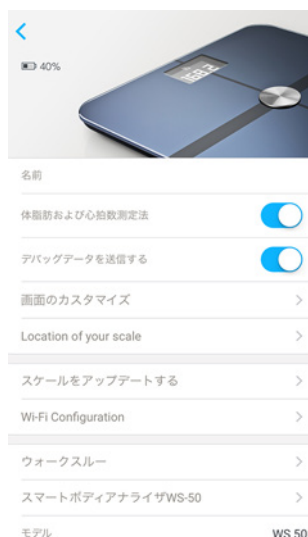 40%
168.2
名前
体脂肪および心拍数測定法
デバッグデータを送信する
画面のカスタマイズ
Location of your scale
スケールをアップデートする
Wi-Fi Configuration
ウォークスルー
スマートボディアナライザWS-50
モデル WS 50